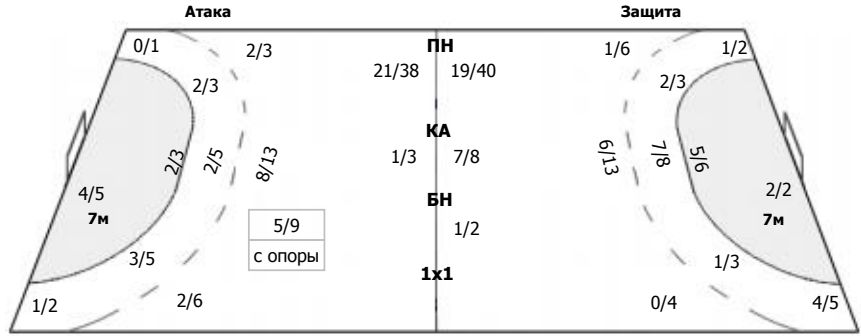 Атака Защита
0/1 2/3 ПН 1/6 1/2
21/38 19/40
2/3 2/3
КА
2/3 2/5 8/13 1/3 7/8 6/13 7/8 5/6
4/5 БН 2/2
7м 5/9 1/2 7м
с опоры
3/5 1/3
1x1
1/2 2/6 0/4 4/5